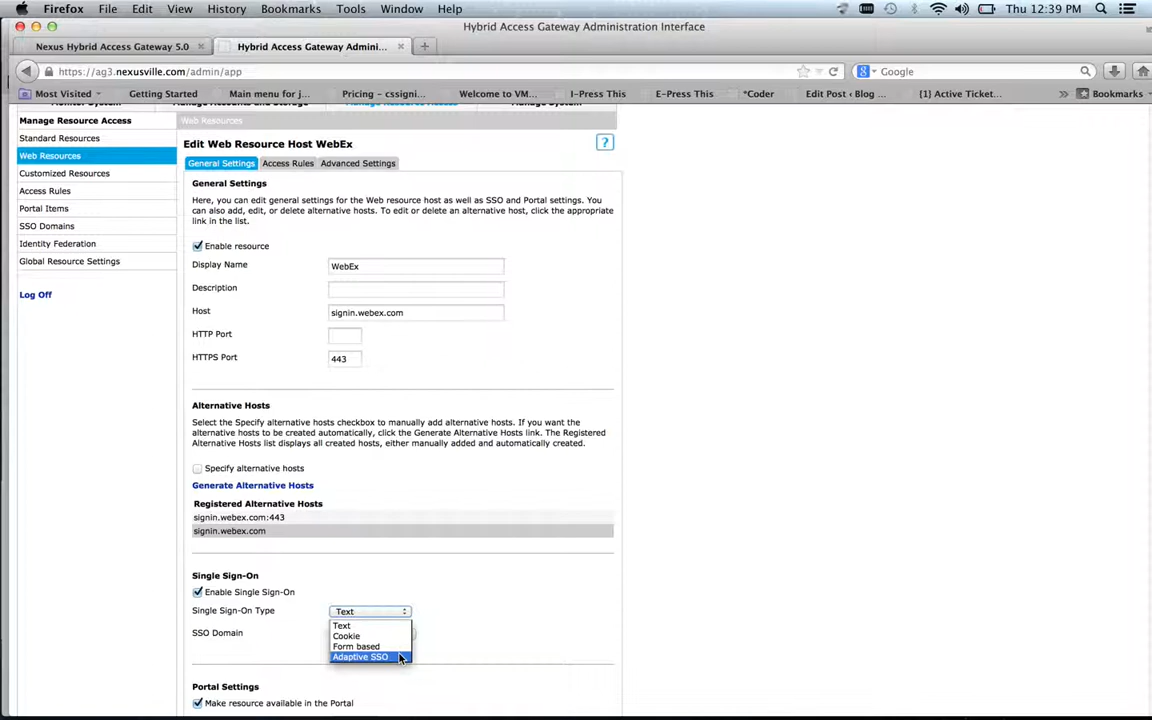 Firefox File Edit View History Bookmarks Tools Window Help Thu 12:39 PM
Hybrid Access Gateway Administration Interface
Nexus Hybrid Access Gateway 5.0 Hybrid Access Gateway Admini...
https://ag3.nexusville.com/admin/app Google
Most Visited Getting Started Main menu for j... Pricing - cssigni... Welcome to VM... I-Press This E-Press This *Coder Edit Post ‹ Blog ... [1] Active Ticket... Bookmarks
Manage Resource Access
Web Resources
Standard Resources
Web Resources
Customized Resources
Access Rules
Portal Items
SSO Domains
Identity Federation
Global Resource Settings
Log Off
Edit Web Resource Host WebEx ?
General Settings Access Rules Advanced Settings
General Settings
Here, you can edit general settings for the Web resource host as well as SSO and Portal settings. You
can also add, edit, or delete alternative hosts. To edit or delete an alternative host, click the appropriate
link in the list.
Enable resource
Display Name WebEx
Description
Host signin.webex.com
HTTP Port
HTTPS Port 443
Alternative Hosts
Select the Specify alternative hosts checkbox to manually add alternative hosts. If you want the
alternative hosts to be created automatically, click the Generate Alternative Hosts link. The Registered
Alternative Hosts list displays all created hosts, either manually added and automatically created.
Specify alternative hosts
Generate Alternative Hosts
Registered Alternative Hosts
signin.webex.com:443
signin.webex.com
Single Sign-On
Enable Single Sign-On
Single Sign-On Type Text
Text
Cookie
SSO Domain
Form based
Adaptive SSO
Portal Settings
Make resource available in the Portal